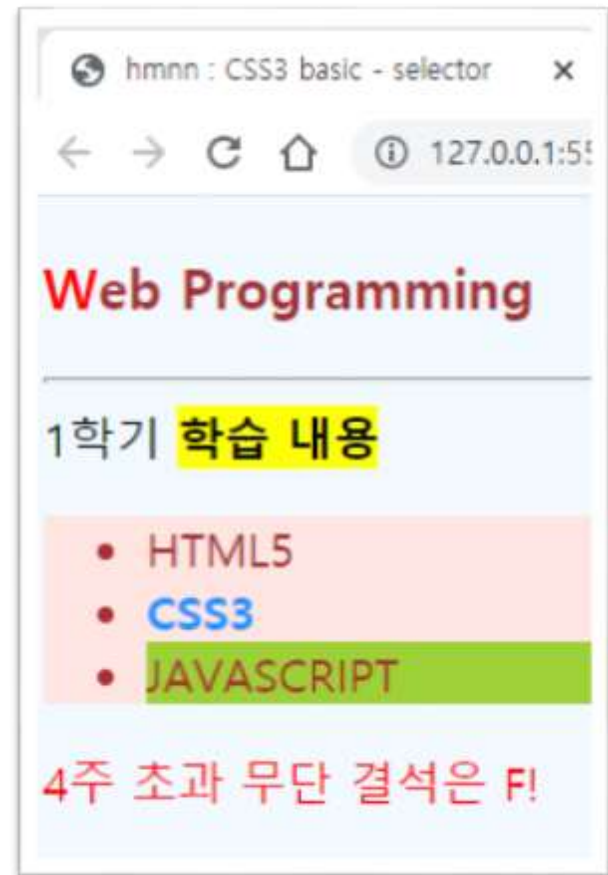 hmnn : CSS3 basic - selector
127.0.0.1:55
Web Programming
1학기 학습 내용
HTML5
CSS3
JAVASCRIPT
4주 초과 무단 결석은 F!